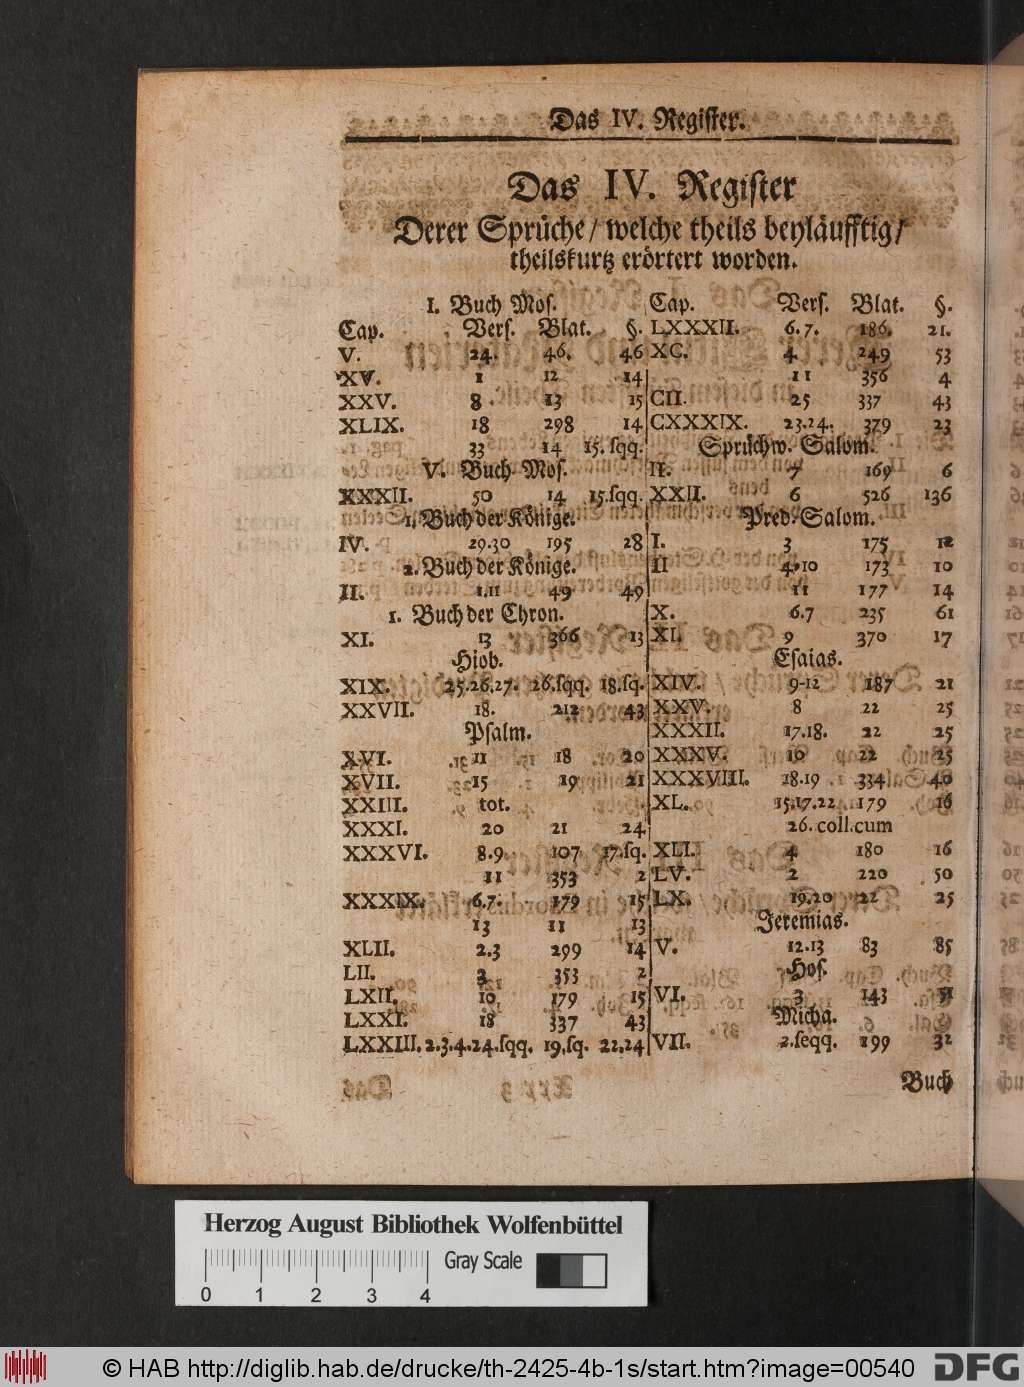 Das IV. Regiſter.
Das IV. Regiſter
Derer Sprüche/ welche theils beyläufftig/
theilskurtz erörtert worden.
I. Buch Moſ.
Cap. Verſ. Blat. §.
V. 24. 46. 46
XV. 1 12 14
XXV. 8 13 15
XLIX. 18 298 14
33 14 15. ſqq.
V. Buch Moſ.
XXXII. 50 14 15.ſqq.
1. Buch der Könige.
IV. 29.30 195 28
2. Buch der Könige.
II. 1.11 49 49
1. Buch der Chron.
XI. 13 366 13
Hiob.
XIX. 25.26.27. 26.ſqq. 18.ſq.
XXVII. 18. 212 43
Pſalm.
XVI. 11 18 20
XVII. 15 19 21
XXIII. tot.
XXXI. 20 21 24
XXXVI. 8.9. 107 17.ſq.
11 353 2
XXXIX. 6.7. 179 15
13 11 13
XLII. 2.3 299 14
LII. 3 353 2
LXII. 10 179 15
LXXI. 18 337 43
LXXIII. 2.3.4.24.ſqq. 19.ſq. 22.24
Cap. Verſ. Blat. §.
LXXXII. 6.7. 186. 21.
XC. 4 249 53
11 356 4
CII. 25 337 43
CXXXIX. 23.24. 379 23
Sprüchw. Salom.
II. 7 169 6
XXII. 6 526 136
Pred. Salom.
I. 3 175 12
II 4.10 173 10
11 177 14
X. 6.7 235 61
XI. 9 370 17
Eſaias.
XIV. 9-12 187 21
XXV. 8 22 25
XXXII. 17.18. 22 25
XXXV. 10 22 25
XXXVIII. 18.19 334 40
XL. 15.17.22 179 16
26. coll.cum
XLI. 4 180 16
LV. 2 220 50
LX. 19.20 22 25
Jeremias.
V. 12.13 83 85
Hoſ.
VI. 3 143 71
Micha.
VII. 2.ſeqq. 199 32
Buch
Herzog August Bibliothek Wolfenbüttel
Gray Scale
0 1 2 3 4
© HAB http://diglib.hab.de/drucke/th-2425-4b-1s/start.htm?image=00540
DFG